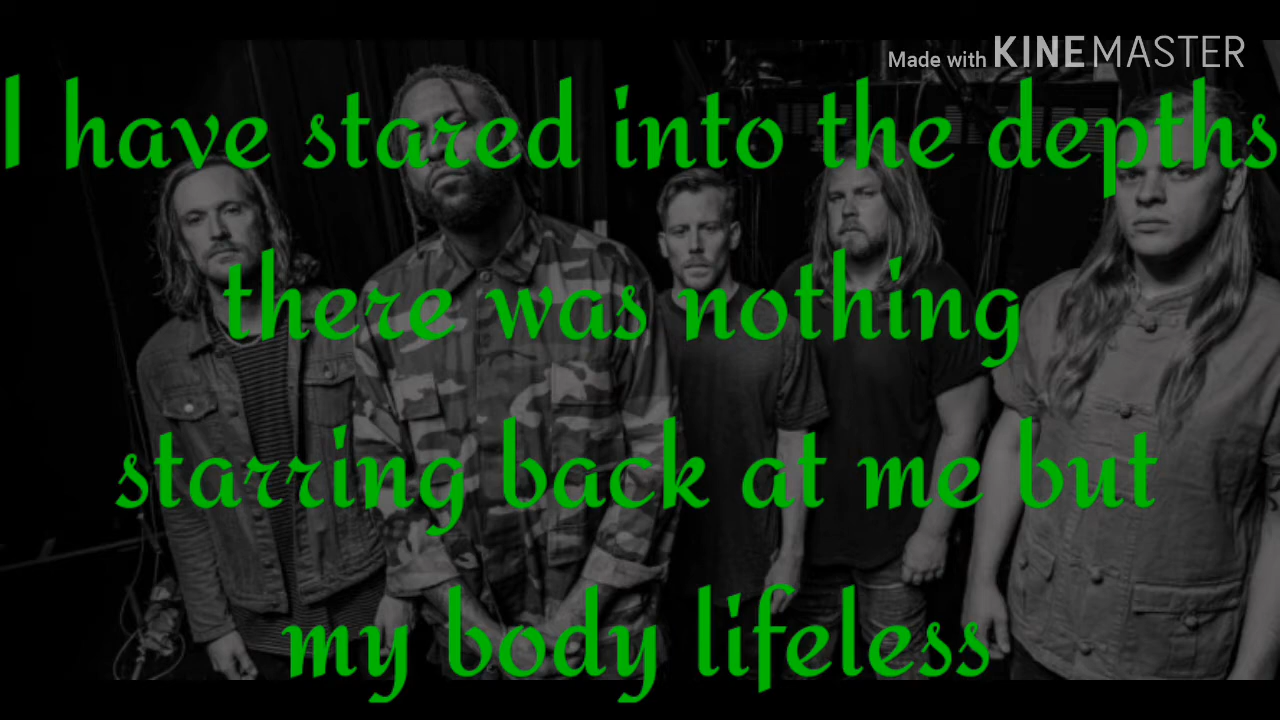 Made with KINEMASTER
I have stared into the depths
there was nothing
starring back at me but
my body lifeless